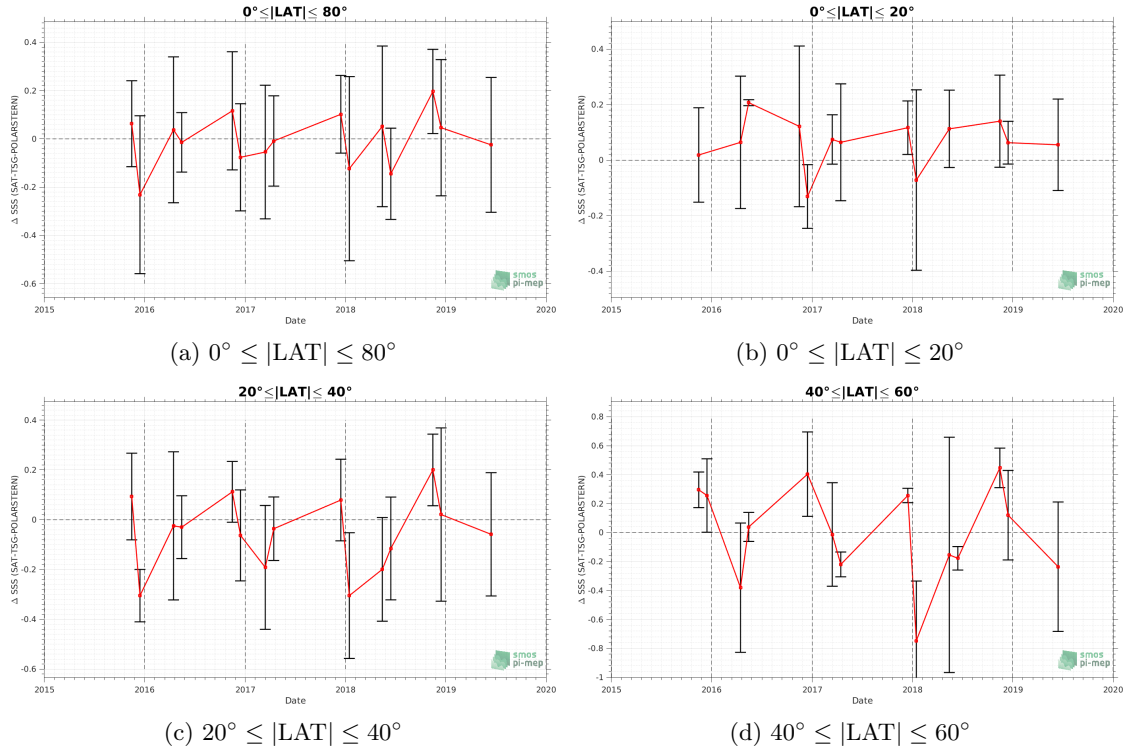 0°≤|LAT|≤ 80°
0.4
0.2
0
-0.2
-0.4
-0.6
Δ SSS (SAT-TSG-POLARSTERN)
2015 2016 2017 2018 2019 2020
Date
smos
pi-mep
(a) 0° ≤ |LAT| ≤ 80°
0°≤|LAT|≤ 20°
0.4
0.2
0
-0.2
-0.4
Δ SSS (SAT-TSG-POLARSTERN)
2015 2016 2017 2018 2019 2020
Date
smos
pi-mep
(b) 0° ≤ |LAT| ≤ 20°
20°≤|LAT|≤ 40°
0.4
0.2
0
-0.2
-0.4
-0.6
Δ SSS (SAT-TSG-POLARSTERN)
2015 2016 2017 2018 2019 2020
Date
smos
pi-mep
(c) 20° ≤ |LAT| ≤ 40°
40°≤|LAT|≤ 60°
0.8
0.6
0.4
0.2
0
-0.2
-0.4
-0.6
-0.8
-1
Δ SSS (SAT-TSG-POLARSTERN)
2015 2016 2017 2018 2019 2020
Date
smos
pi-mep
(d) 40° ≤ |LAT| ≤ 60°